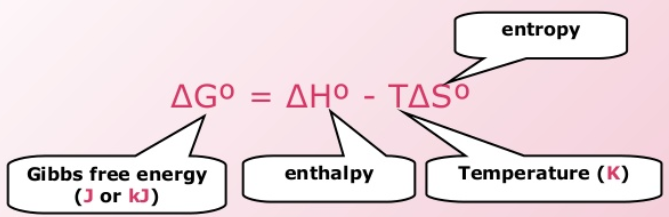 entropy
ΔGº = ΔHº - TΔSº
Gibbs free energy
(J or kJ)
enthalpy
Temperature (K)